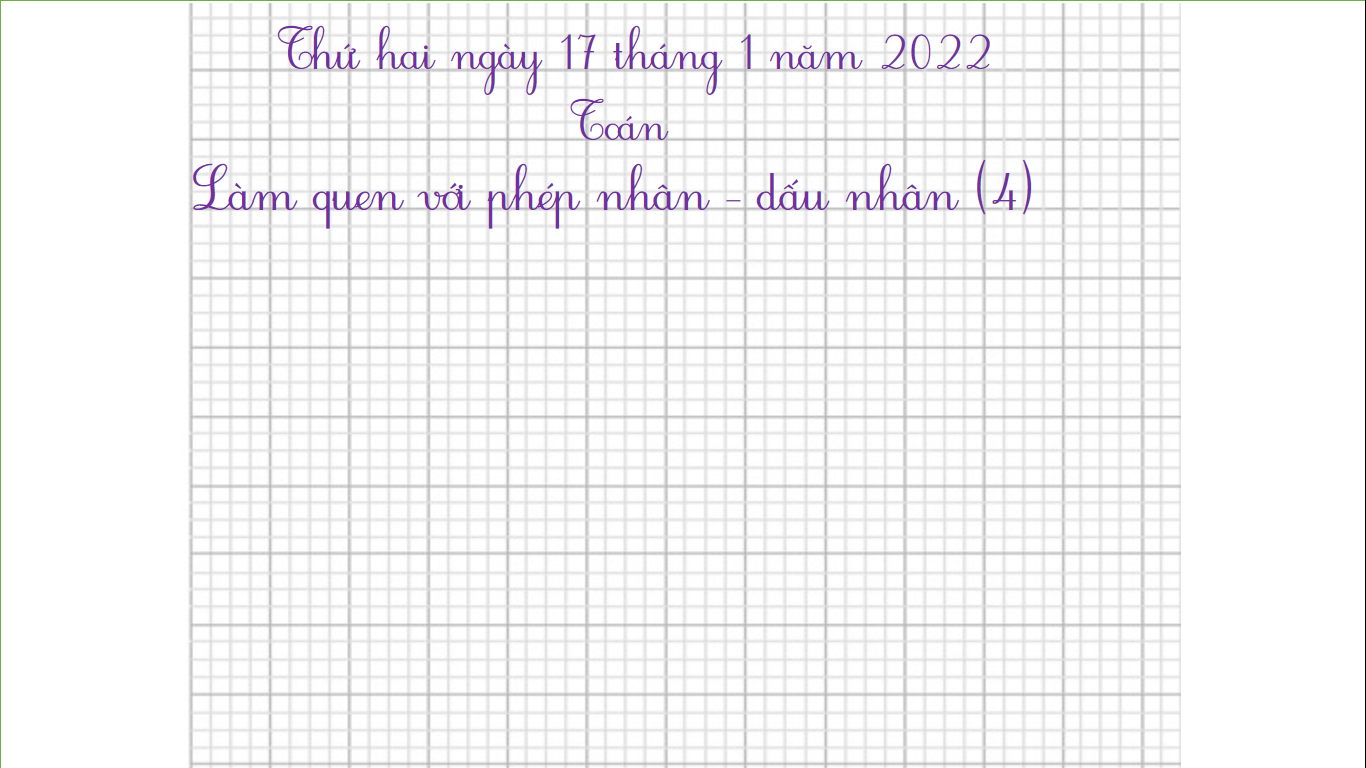 Thứ hai ngày 17 tháng 1 năm 2022
Toán
Làm quen với phép nhân - dấu nhân (4)